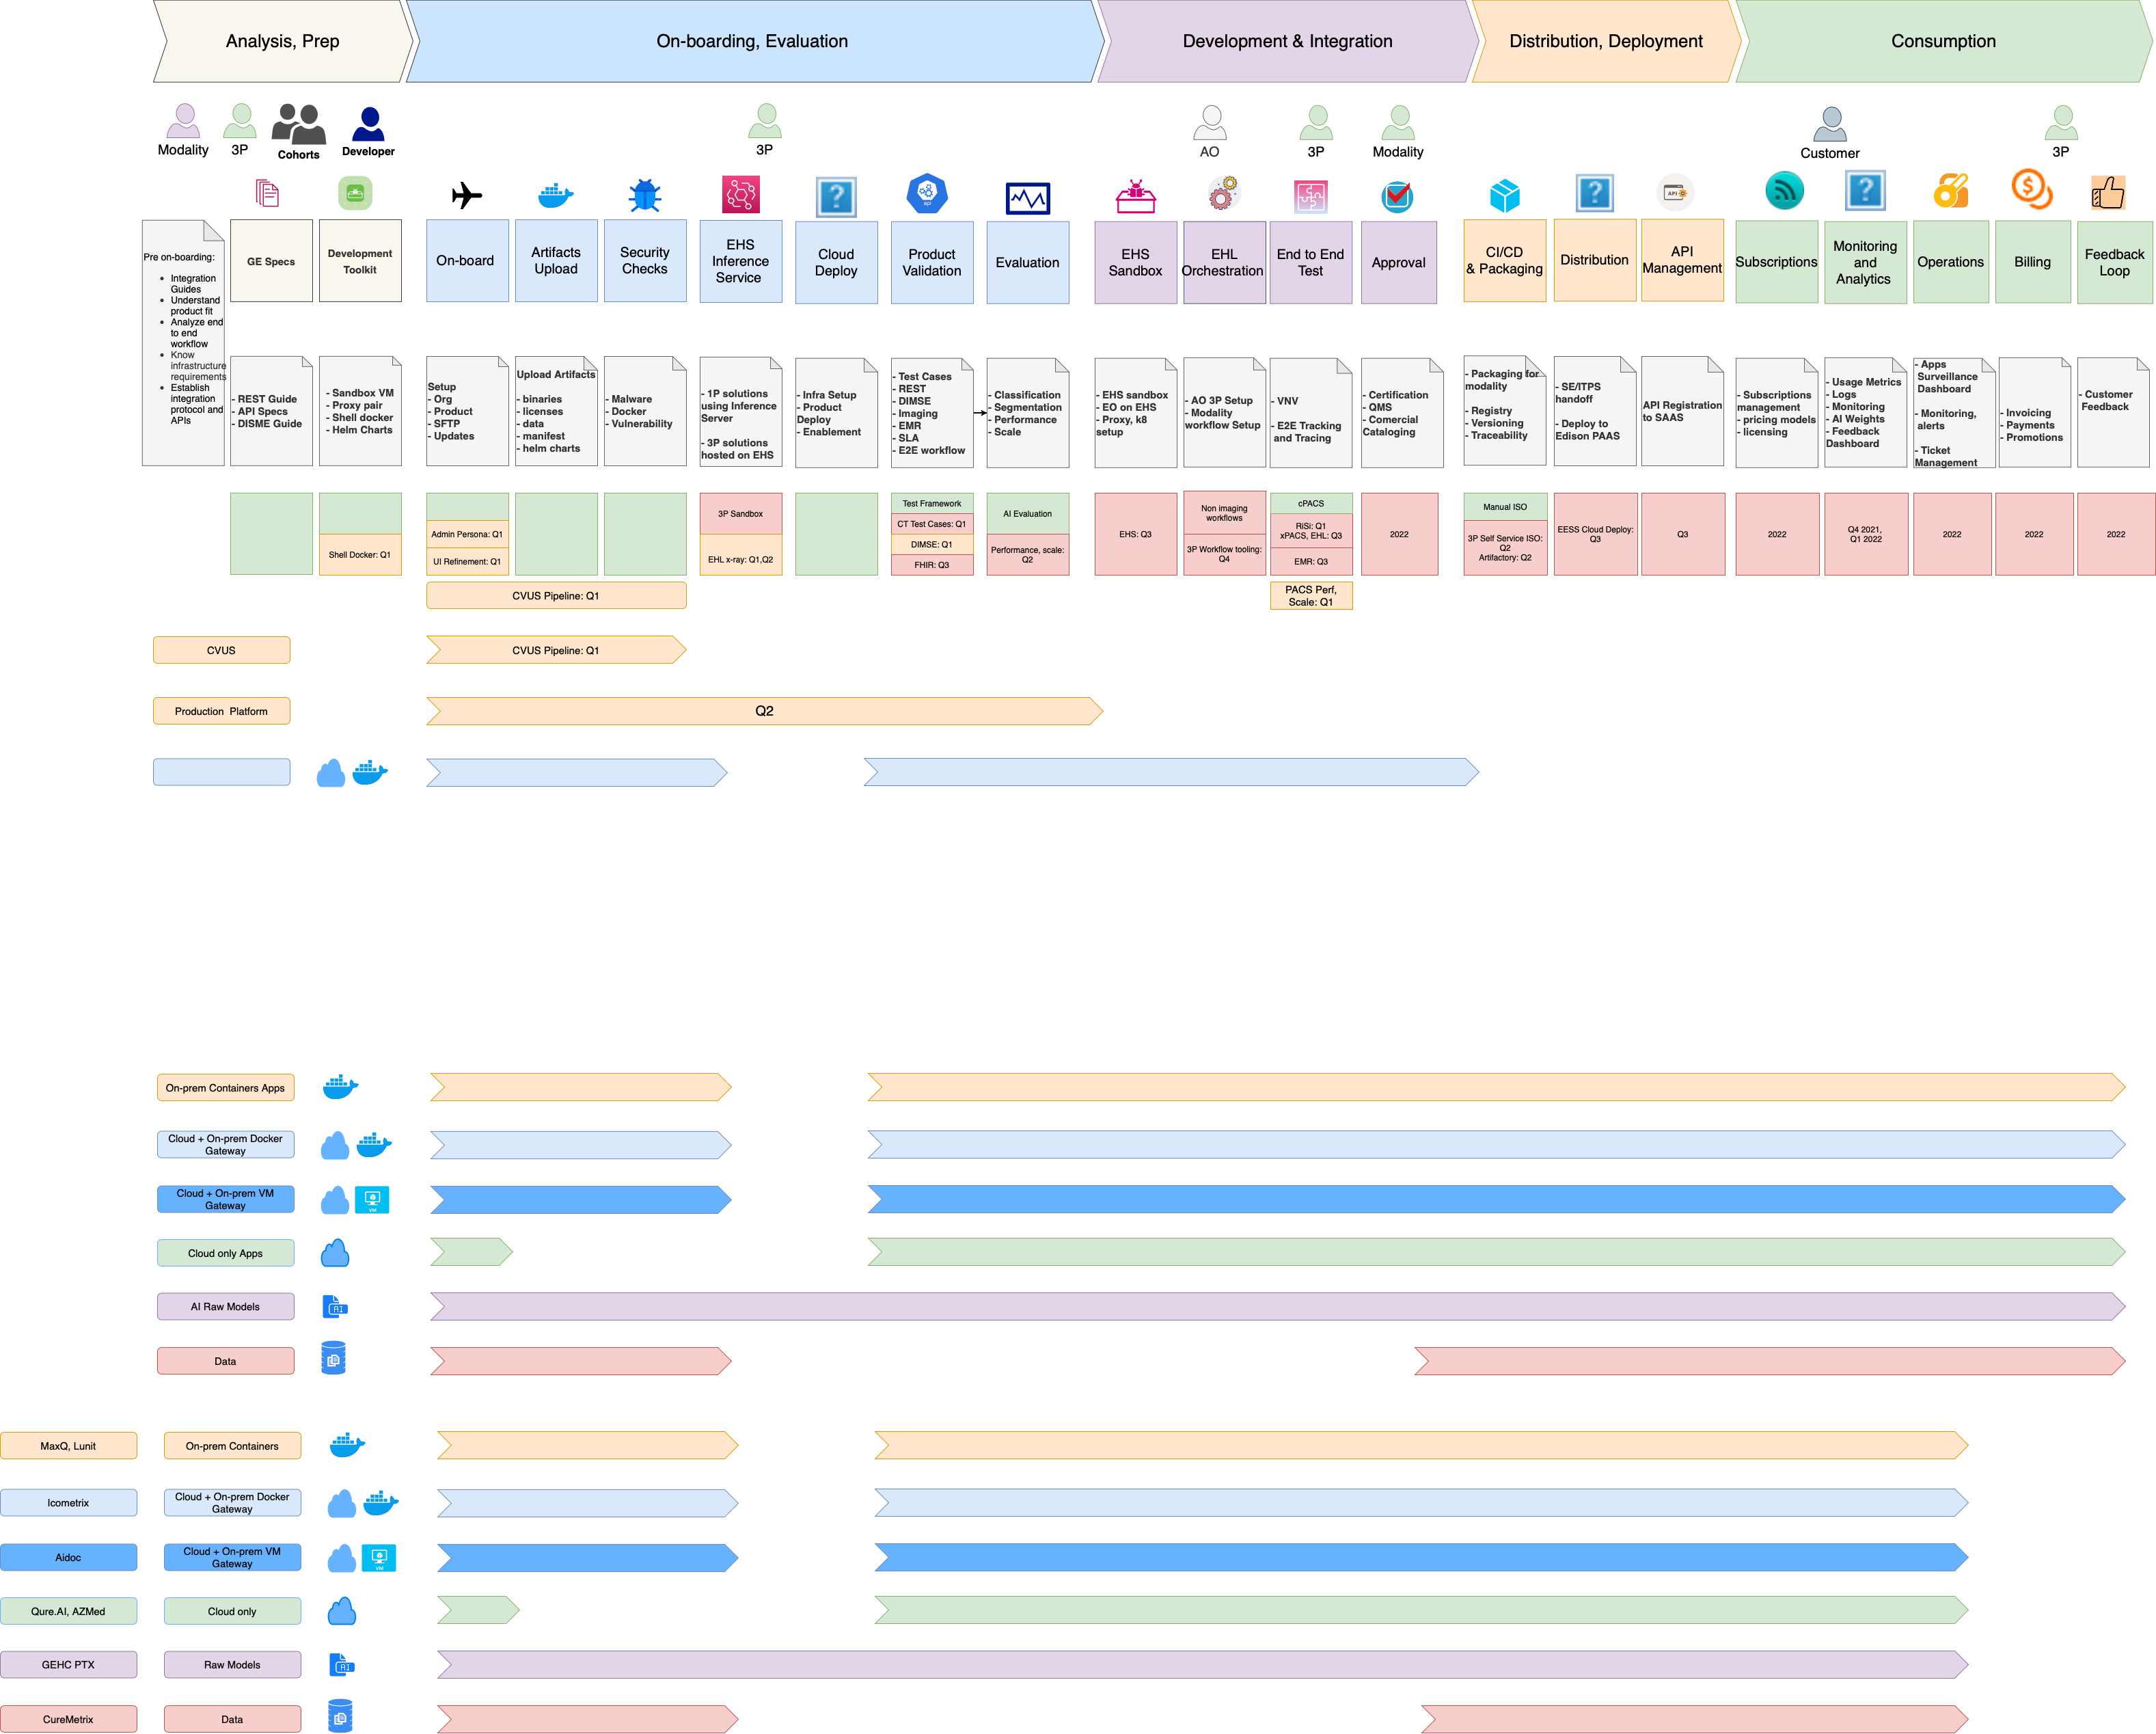 Analysis, Prep
On-boarding, Evaluation
Development & Integration
Distribution, Deployment
Consumption
Modality
3P
Cohorts
Developer
3P
AO
3P
Modality
Customer
3P
Pre on-boarding:
Integration
Guides
Understand
product fit
Analyze end
to end
workflow
Know
infrastructure
requirements
Establish
integration
protocol and
APIs
GE Specs
Development
Toolkit
On-board
Artifacts
Upload
Security
Checks
EHS
Inference
Service
Cloud
Deploy
Product
Validation
Evaluation
EHS
Sandbox
EHL
Orchestration
End to End
Test
Approval
CI/CD
& Packaging
Distribution
API
Management
Subscriptions
Monitoring
and
Analytics
Operations
Billing
Feedback
Loop
- REST Guide
- API Specs
- DISME Guide
- Sandbox VM
- Proxy pair
- Shell docker
- Helm Charts
Setup
- Org
- Product
- SFTP
- Updates
Upload Artifacts
- binaries
- licenses
- data
- manifest
- helm charts
- Malware
- Docker
- Vulnerability
- 1P solutions
using Inference
Server
- 3P solutions
hosted on EHS
- Infra Setup
- Product
Deploy
- Enablement
- Test Cases
- REST
- DIMSE
- Imaging
- EMR
- SLA
- E2E workflow
- Classification
- Segmentation
- Performance
- Scale
- EHS sandbox
- EO on EHS
- Proxy, k8
setup
- AO 3P Setup
- Modality
workflow Setup
- VNV
- E2E Tracking
and Tracing
- Certification
- QMS
- Comercial
Cataloging
- Packaging for
modality
- Registry
- Versioning
- Traceability
- SE/ITPS
handoff
- Deploy to
Edison PAAS
API Registration
to SAAS
- Subscriptions
management
- pricing models
- licensing
- Usage Metrics
- Logs
- Monitoring
- AI Weights
- Feedback
Dashboard
- Apps
Surveillance
Dashboard
- Monitoring,
alerts
- Ticket
Management
- Invoicing
- Payments
- Promotions
- Customer
Feedback
Shell Docker: Q1
Admin Persona: Q1
UI Refinement: Q1
3P Sandbox
EHL x-ray: Q1,Q2
Test Framework
CT Test Cases: Q1
DIMSE: Q1
FHIR: Q3
AI Evaluation
Performance, scale:
Q2
EHS: Q3
Non imaging
workflows
3P Workflow tooling:
Q4
cPACS
RiSi: Q1
xPACS, EHL: Q3
EMR: Q3
2022
Manual ISO
3P Self Service ISO:
Q2
Artifactory: Q2
EESS Cloud Deploy:
Q3
Q3
2022
Q4 2021,
Q1 2022
2022
2022
2022
CVUS Pipeline: Q1
PACS Perf,
Scale: Q1
CVUS
CVUS Pipeline: Q1
Production Platform
Q2
On-prem Containers Apps
Cloud + On-prem Docker
Gateway
Cloud + On-prem VM
Gateway
VM
Cloud only Apps
AI Raw Models
AI
Data
MaxQ, Lunit
On-prem Containers
Icometrix
Cloud + On-prem Docker
Gateway
Aidoc
Cloud + On-prem VM
Gateway
VM
Qure.AI, AZMed
Cloud only
GEHC PTX
Raw Models
AI
CureMetrix
Data